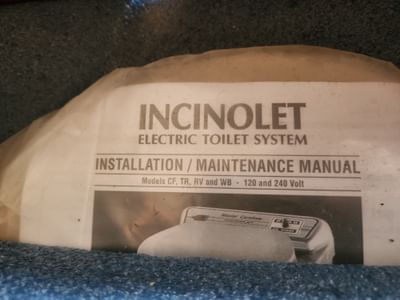 INCINOLET
ELECTRIC TOILET SYSTEM
INSTALLATION / MAINTENANCE MANUAL
Models CF, TR, RV and WB - 120 and 240 Volt